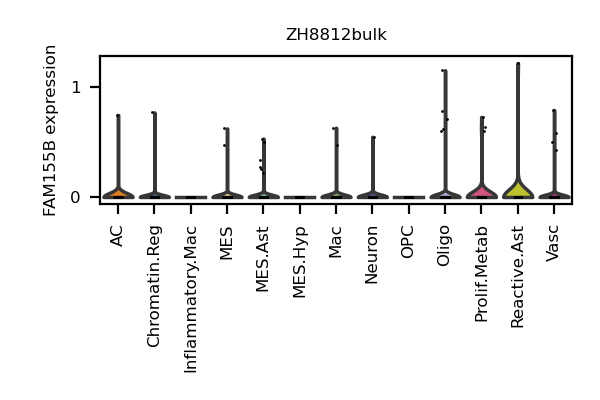 ZH8812bulk
FAM155B expression
1
0
AC
Chromatin.Reg
Inflammatory.Mac
MES
MES.Ast
MES.Hyp
Mac
Neuron
OPC
Oligo
Prolif.Metab
Reactive.Ast
Vasc